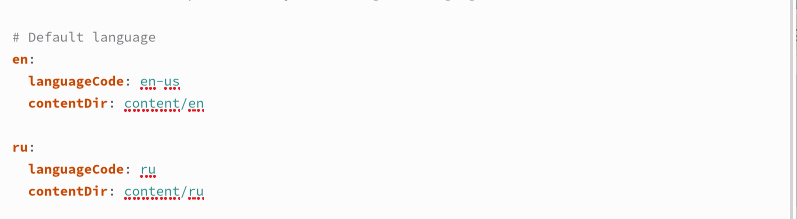 # Default language
en:
  languageCode: en-us
  contentDir: content/en
ru:
  languageCode: ru
  contentDir: content/ru